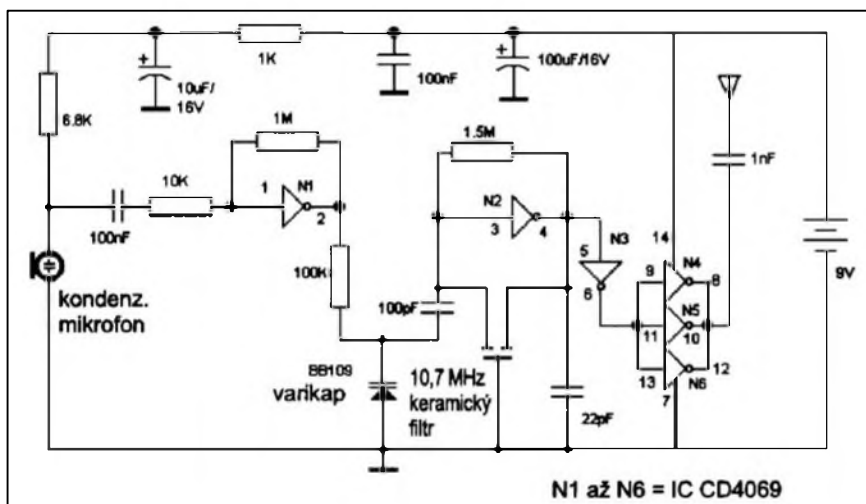 1K
10uF/
16V
100nF
100uF/16V
6.8K
1M
1.5M
1nF
10K
1
N1
2
N2
3
4
N3
5
6
14
9
N4
8
9V
100nF
100K
100pF
11
N5
10
kondenz.
mikrofon
13
N6
12
7
BB109
varikap
10,7 MHz
keramický
filtr
22pF
N1 až N6 = IC CD4069